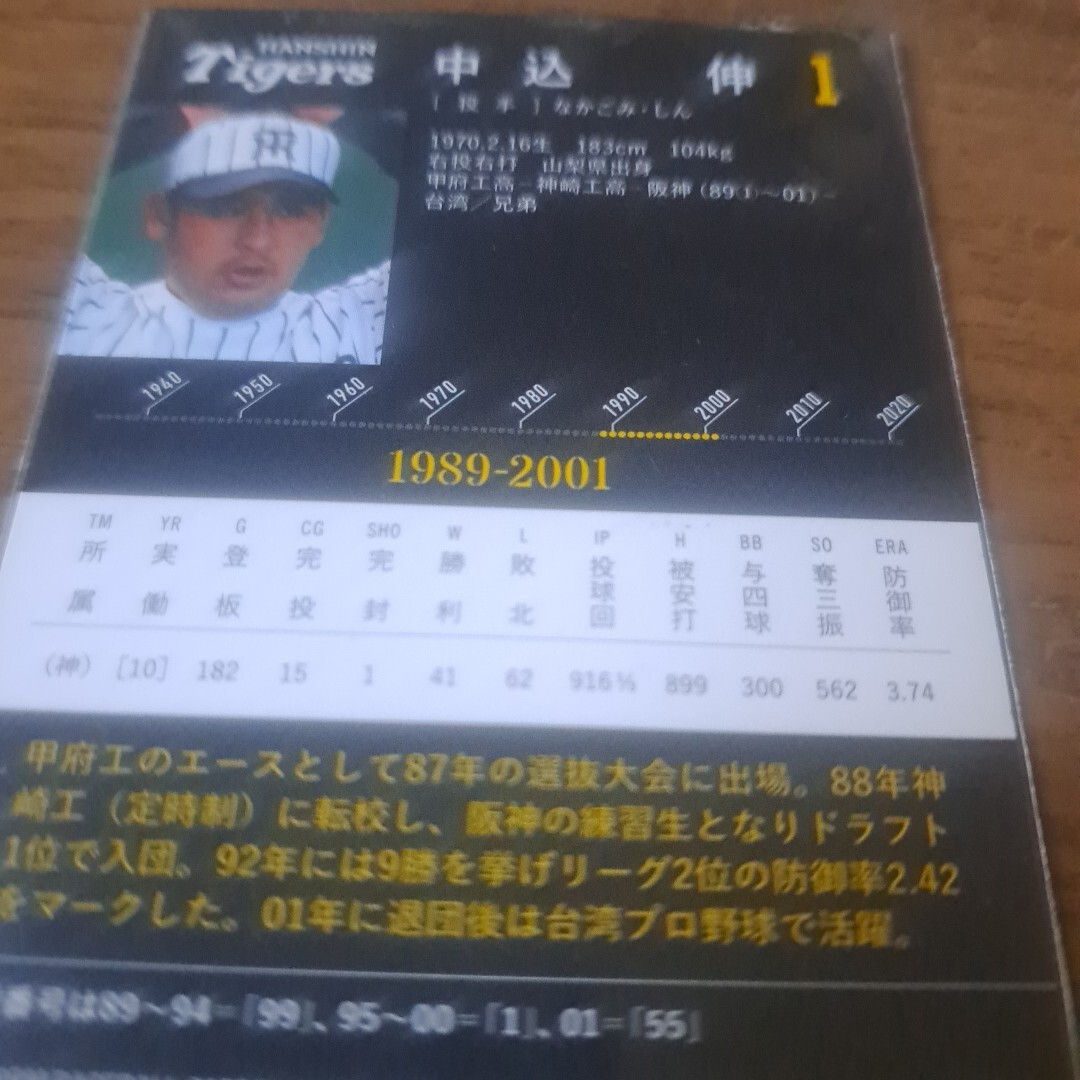 HANSHIN
Tigers
中込 伸 1
[投手] なかごみ・しん
1970.2.16生 183cm 104kg
右投右打 山梨県出身
甲府工高－神崎工高－阪神(89①〜01)－
台湾／兄弟
1940 1950 1960 1970 1980 1990 2000 2010 2020
1989-2001
TM YR G CG SHO W L IP H BB SO ERA
所属 実働 登板 完投 完封 勝利 敗北 投球回 被安打 与四球 奪三振 防御率
(神) [10] 182 15 1 41 62 916⅓ 899 300 562 3.74
甲府工のエースとして87年の選抜大会に出場。88年神
崎工（定時制）に転校し、阪神の練習生となりドラフト
1位で入団。92年には9勝を挙げリーグ2位の防御率2.42
をマークした。01年に退団後は台湾プロ野球で活躍。
番号は89〜94=「99」、95〜00=「1」、01=「55」